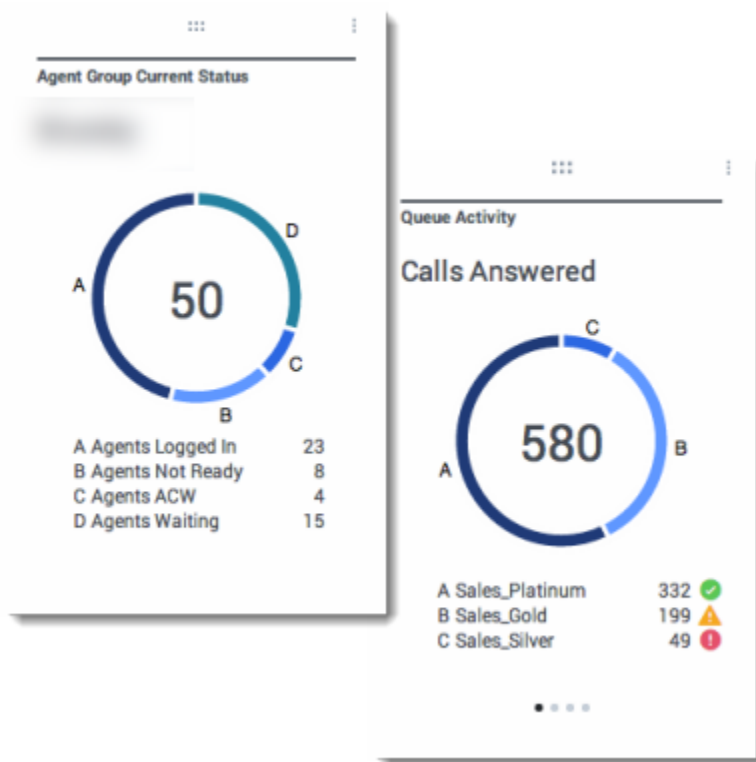 Agent Group Current Status
A
D
50
C
B
A Agents Logged In 23
B Agents Not Ready 8
C Agents ACW 4
D Agents Waiting 15
Queue Activity
Calls Answered
C
580
B
A
A Sales_Platinum 332
B Sales_Gold 199
C Sales_Silver 49